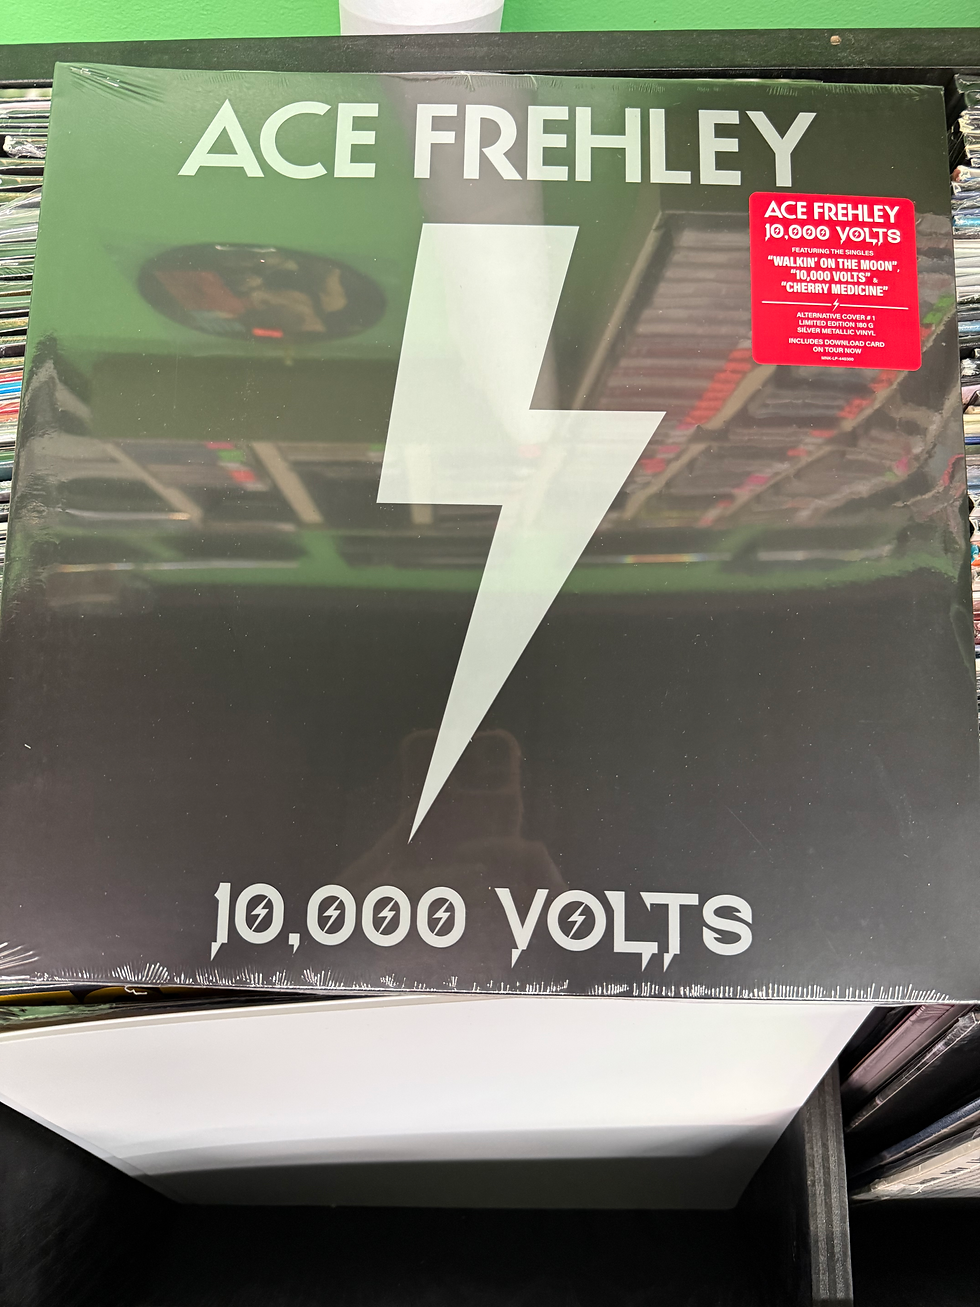 ACE FREHLEY
ACE FREHLEY
10,000 VOLTS
FEATURING THE SINGLES
"WALKIN' ON THE MOON",
"10,000 VOLTS" &
"CHERRY MEDICINE"
ALTERNATIVE COVER # 1
LIMITED EDITION 180 G
SILVER METALLIC VINYL
INCLUDES DOWNLOAD CARD
ON TOUR NOW
10,000 VOLTS